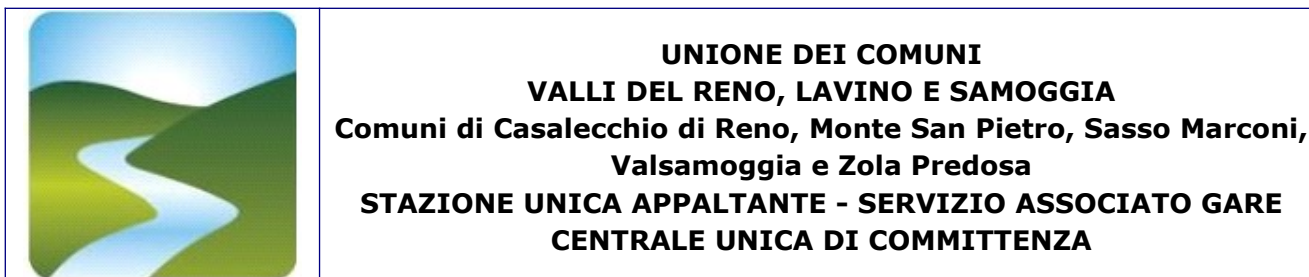 UNIONE DEI COMUNI
VALLI DEL RENO, LAVINO E SAMOGGIA
Comuni di Casalecchio di Reno, Monte San Pietro, Sasso Marconi,
Valsamoggia e Zola Predosa
STAZIONE UNICA APPALTANTE - SERVIZIO ASSOCIATO GARE
CENTRALE UNICA DI COMMITTENZA